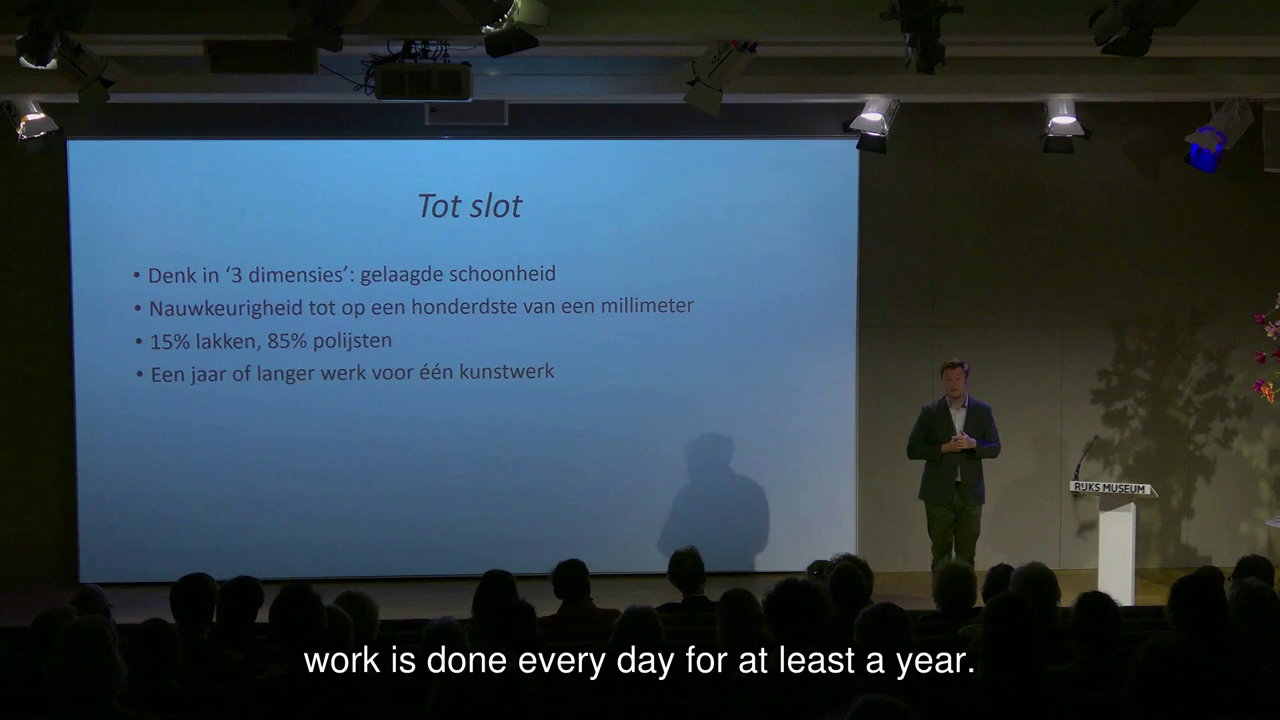 Tot slot
• Denk in ‘3 dimensies’: gelaagde schoonheid
• Nauwkeurigheid tot op een honderdste van een millimeter
• 15% lakken, 85% polijsten
• Een jaar of langer werk voor één kunstwerk
RIJKS MUSEUM
work is done every day for at least a year.